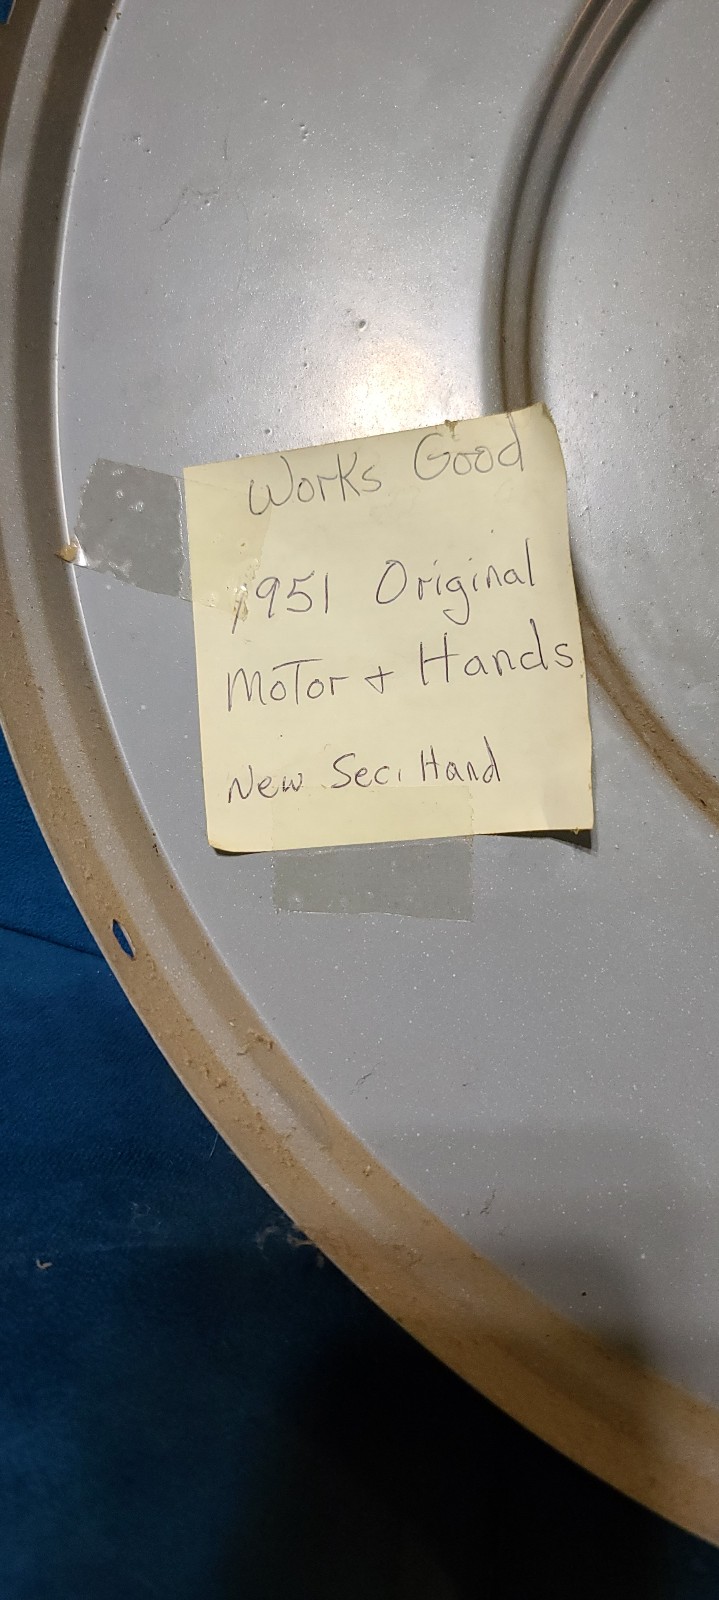 Works Good
1951 Original
Motor + Hands
New Sec. Hand